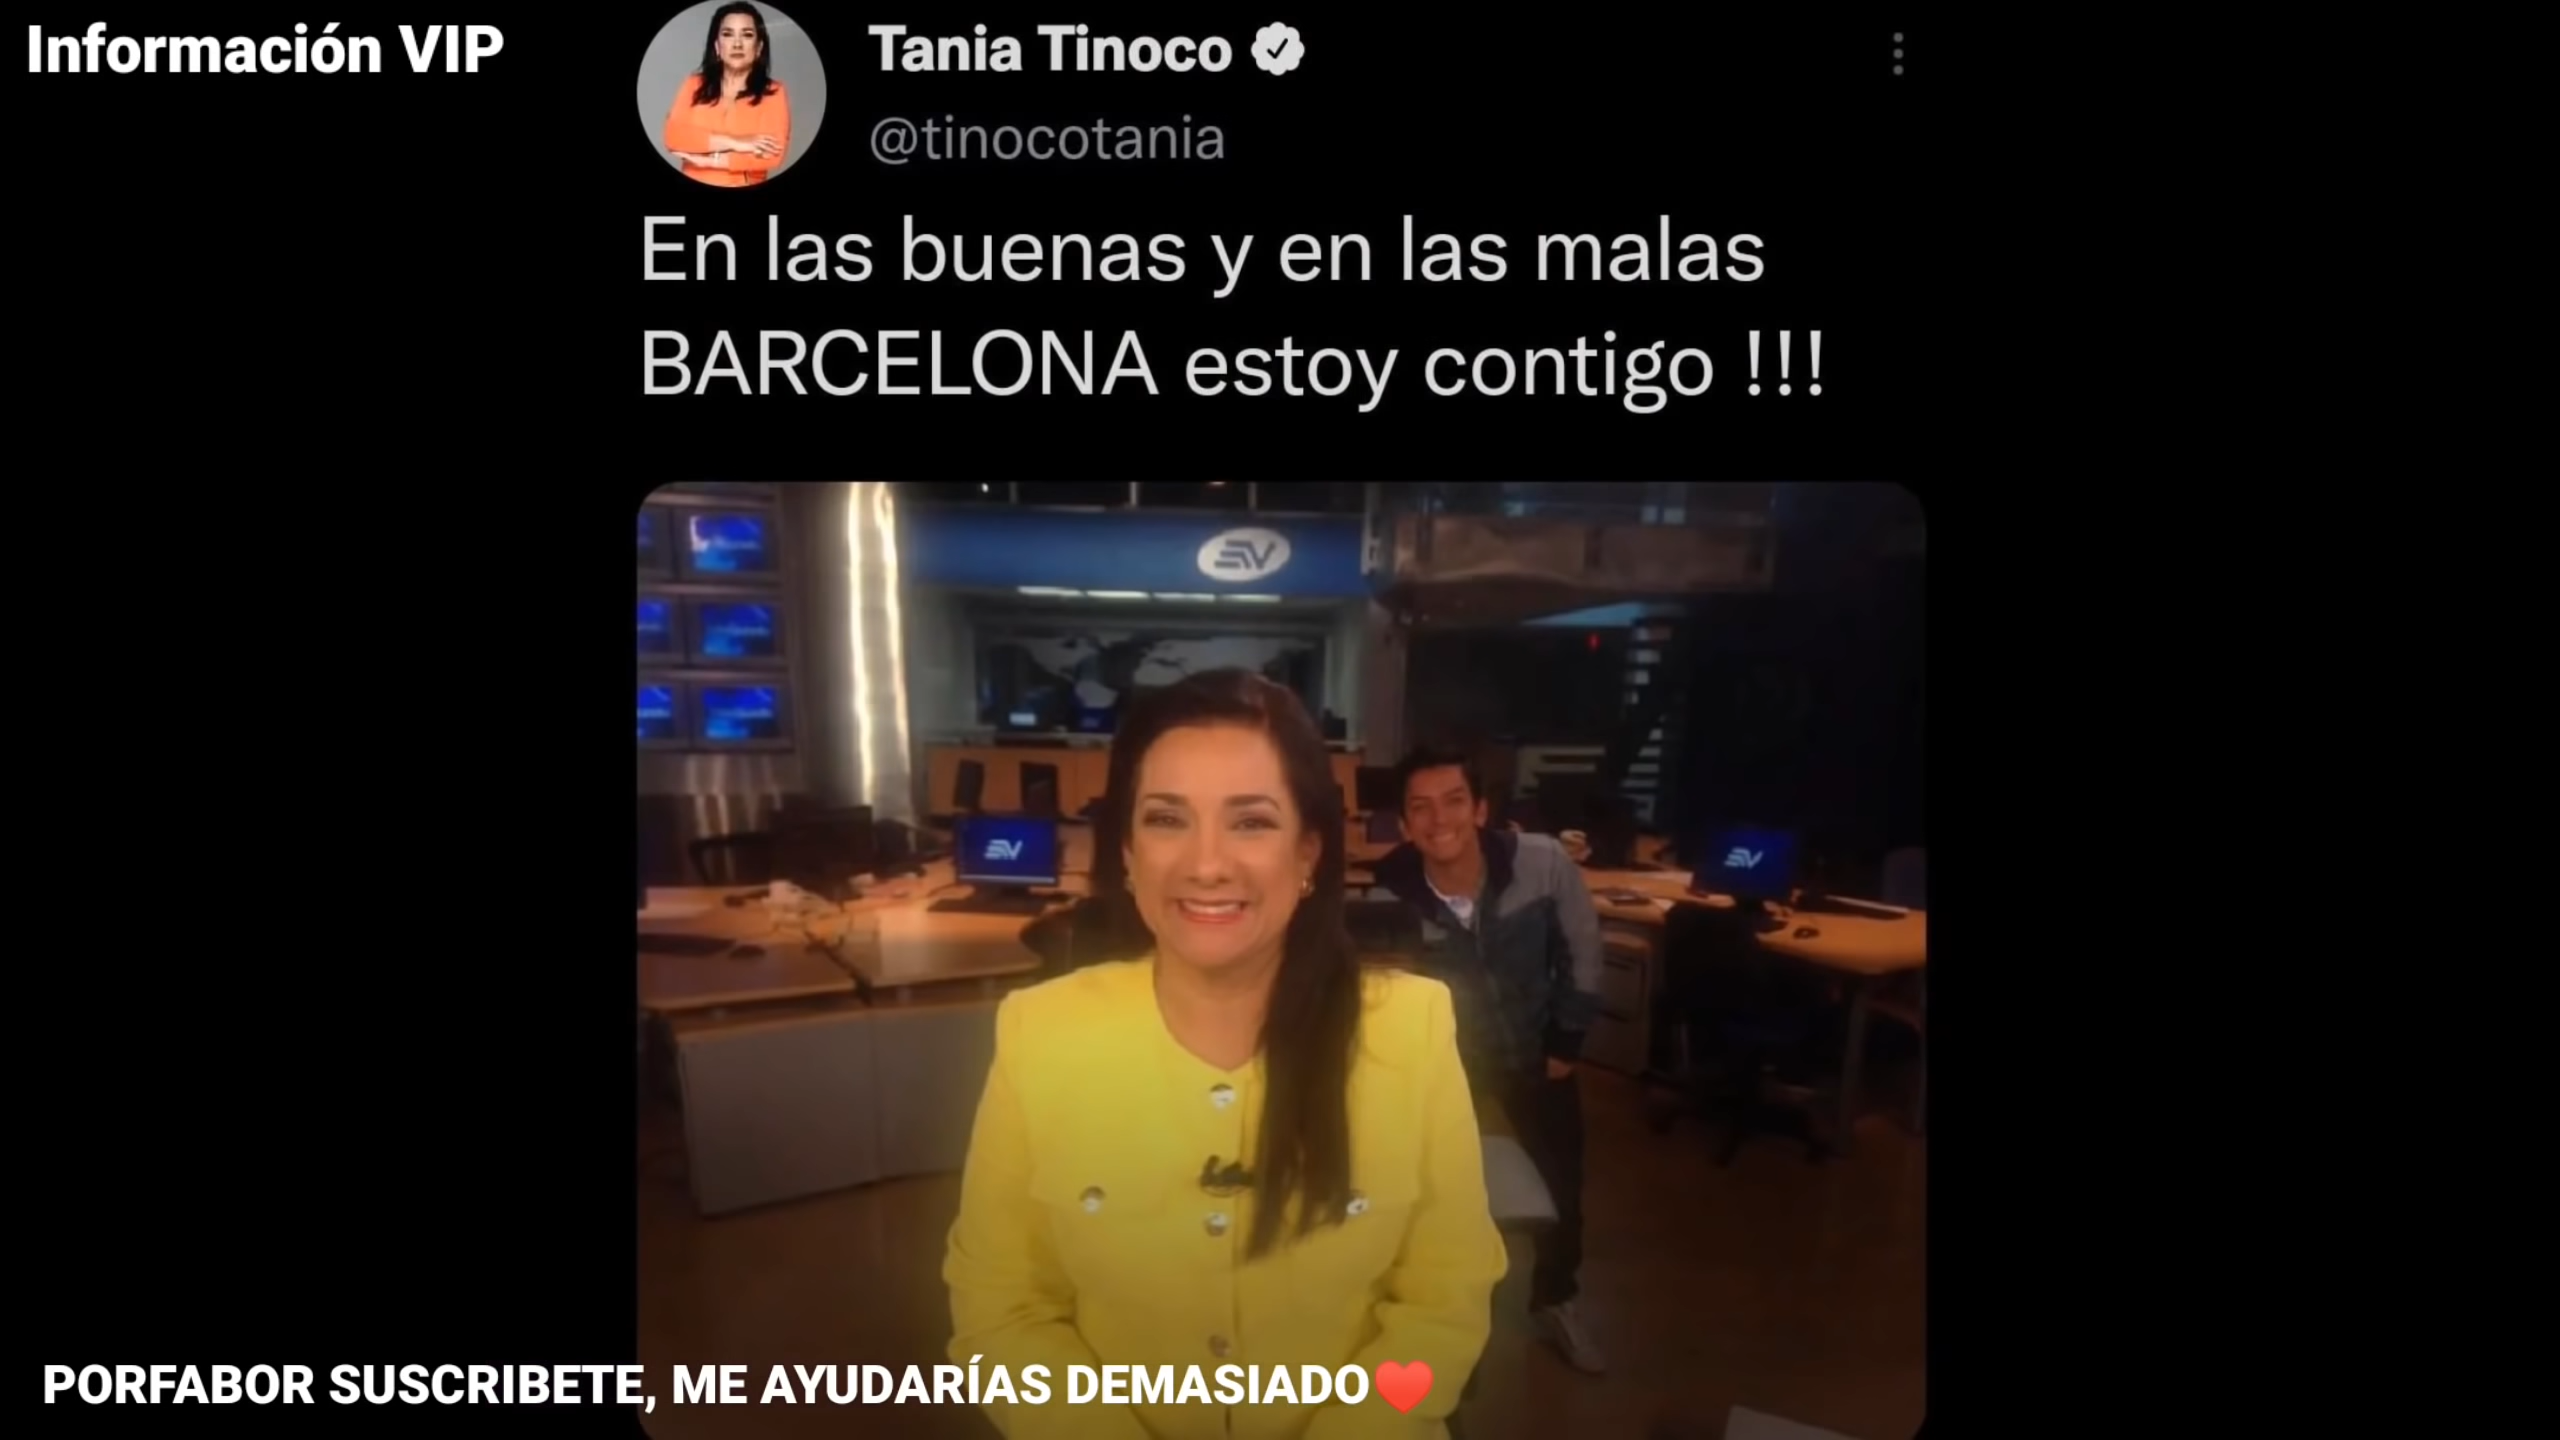 Información VIP
Tania Tinoco
@tinocotania
En las buenas y en las malas
BARCELONA estoy contigo !!!
PORFABOR SUSCRIBETE, ME AYUDARÍAS DEMASIADO❤️